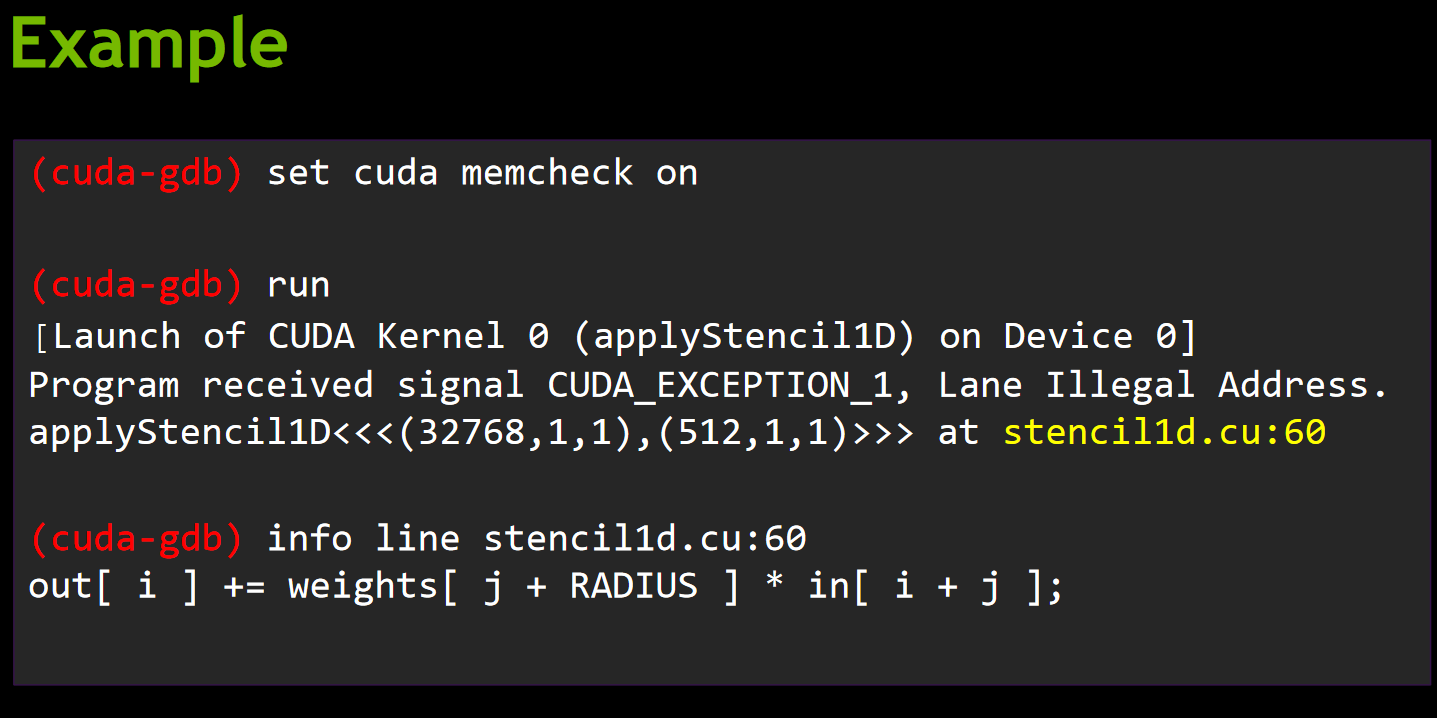 Example
(cuda-gdb) set cuda memcheck on
(cuda-gdb) run
[Launch of CUDA Kernel 0 (applyStencil1D) on Device 0]
Program received signal CUDA_EXCEPTION_1, Lane Illegal Address.
applyStencil1D<<<(32768,1,1),(512,1,1)>>> at stencil1d.cu:60
(cuda-gdb) info line stencil1d.cu:60
out[ i ] += weights[ j + RADIUS ] * in[ i + j ];